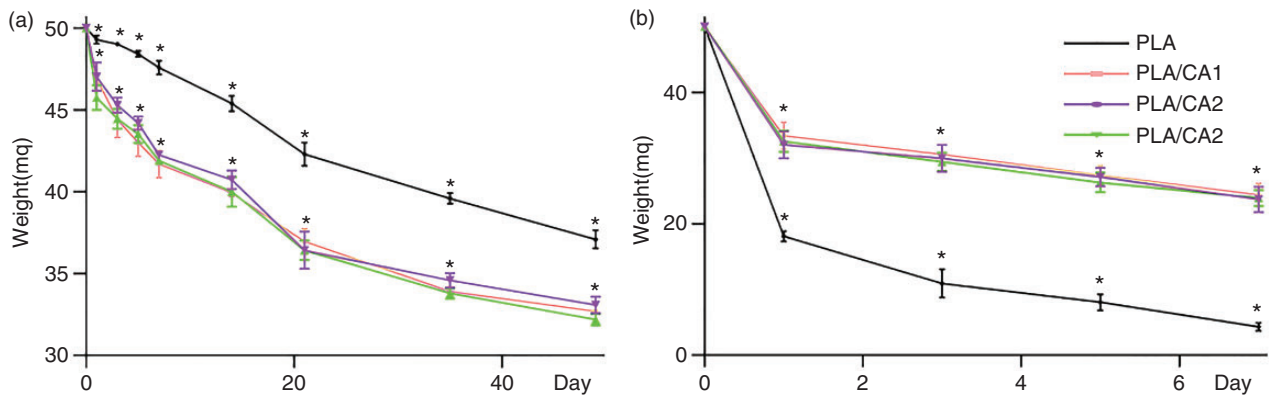 (a)
Weight(mq)
50
45
40
35
30
0
20
40
Day
* * * * * * * *
* * * * * * * *
(b)
Weight(mq)
40
20
0
0
2
4
6
Day
* * * *
* * * *
PLA
PLA/CA1
PLA/CA2
PLA/CA2